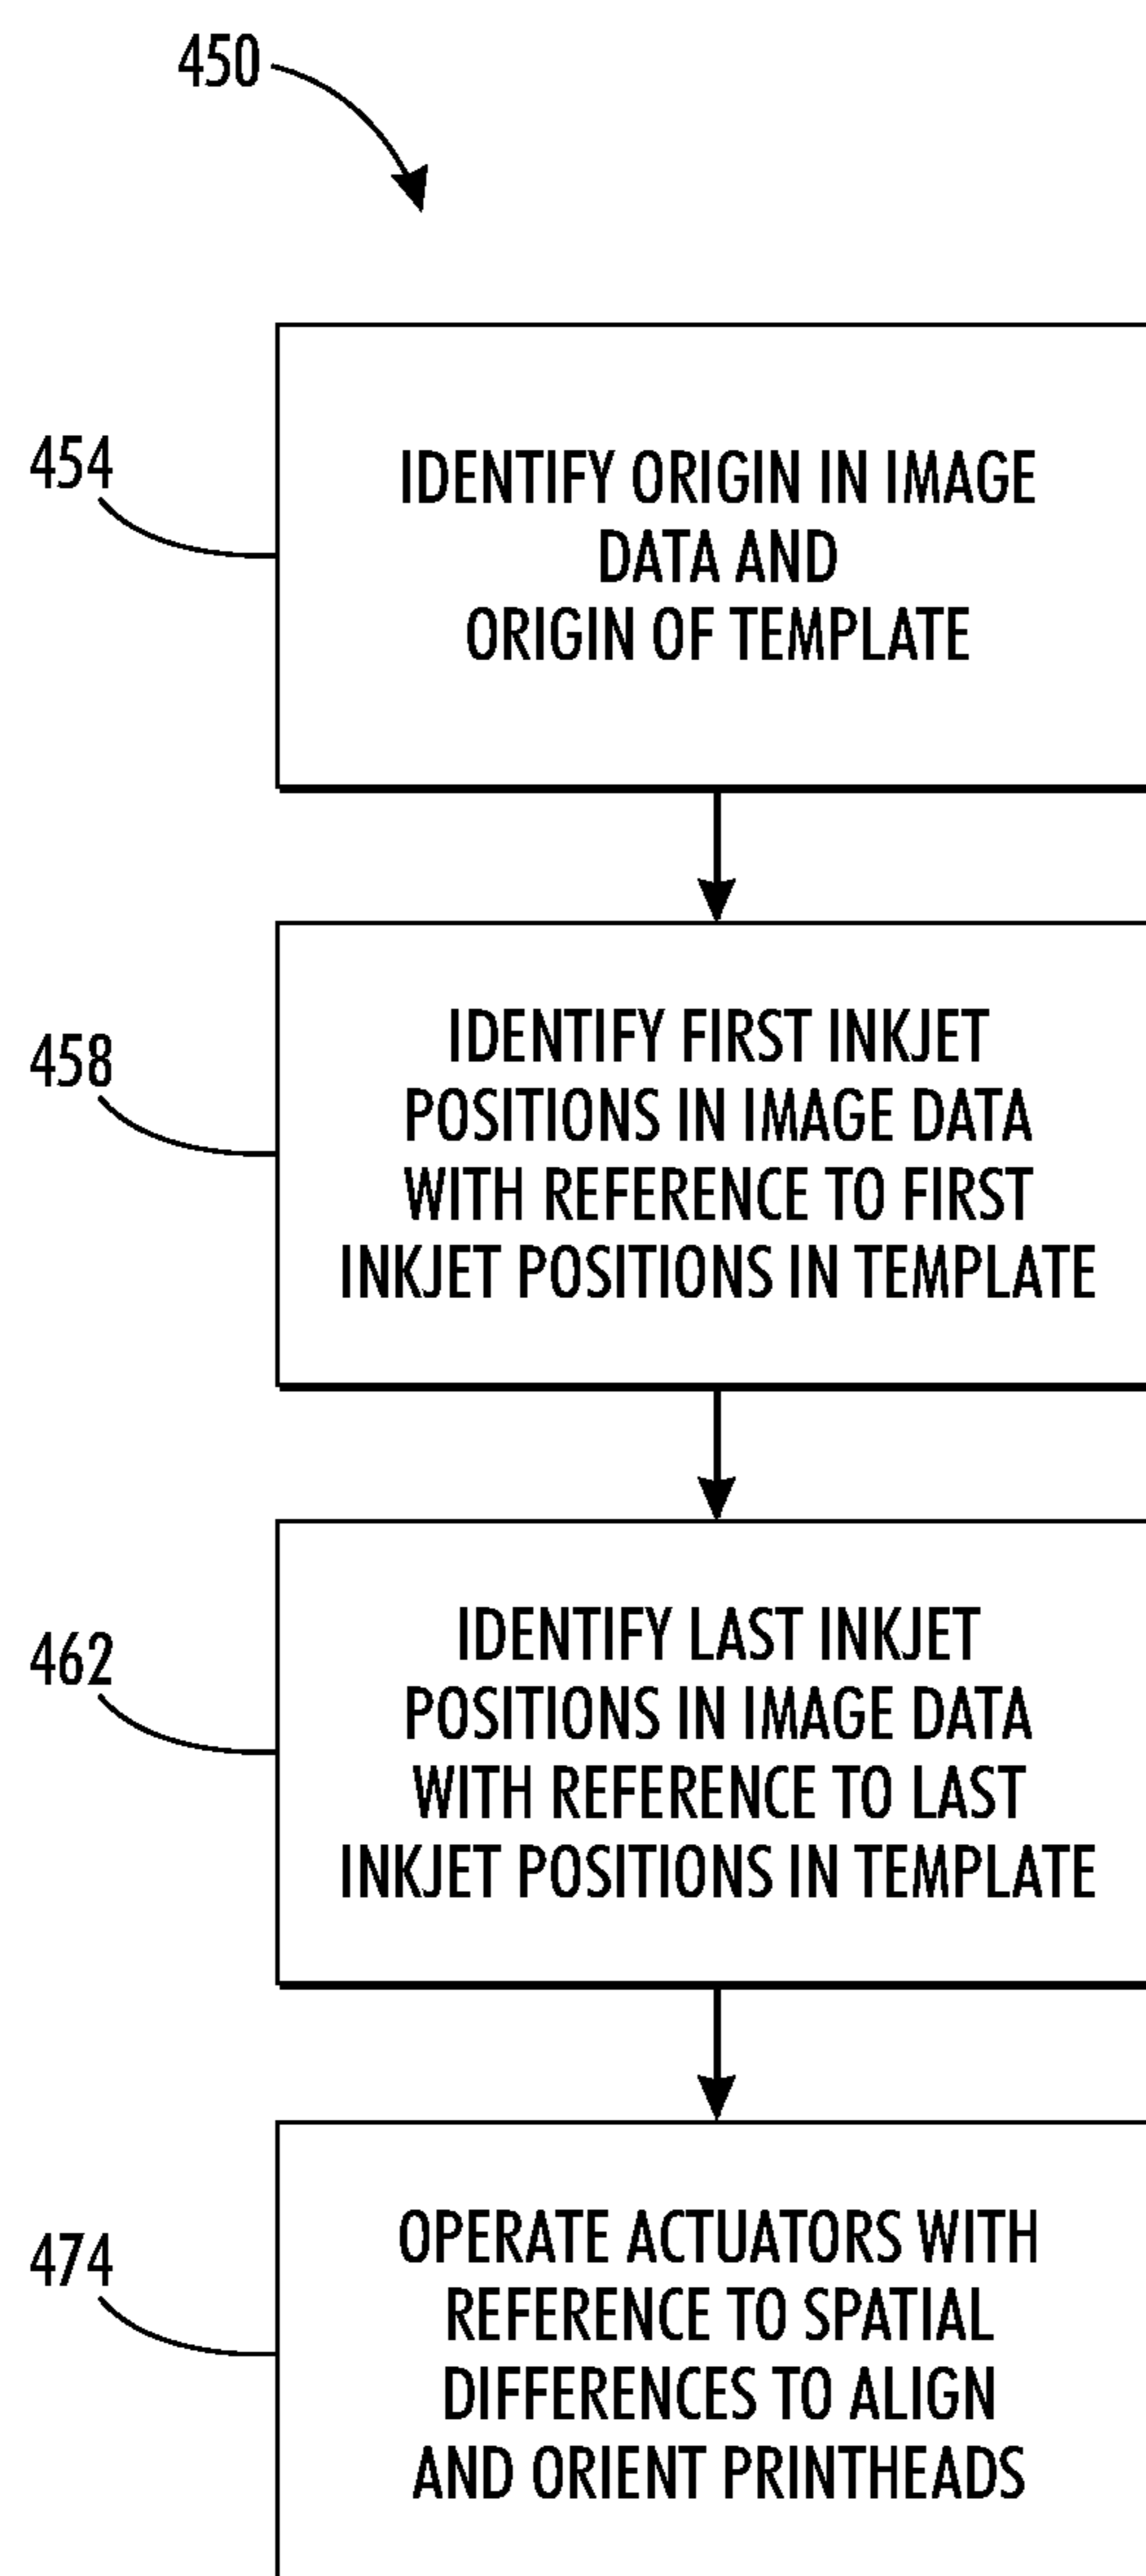 450
454
IDENTIFY ORIGIN IN IMAGE
DATA AND
ORIGIN OF TEMPLATE
458
IDENTIFY FIRST INKJET
POSITIONS IN IMAGE DATA
WITH REFERENCE TO FIRST
INKJET POSITIONS IN TEMPLATE
462
IDENTIFY LAST INKJET
POSITIONS IN IMAGE DATA
WITH REFERENCE TO LAST
INKJET POSITIONS IN TEMPLATE
474
OPERATE ACTUATORS WITH
REFERENCE TO SPATIAL
DIFFERENCES TO ALIGN
AND ORIENT PRINTHEADS